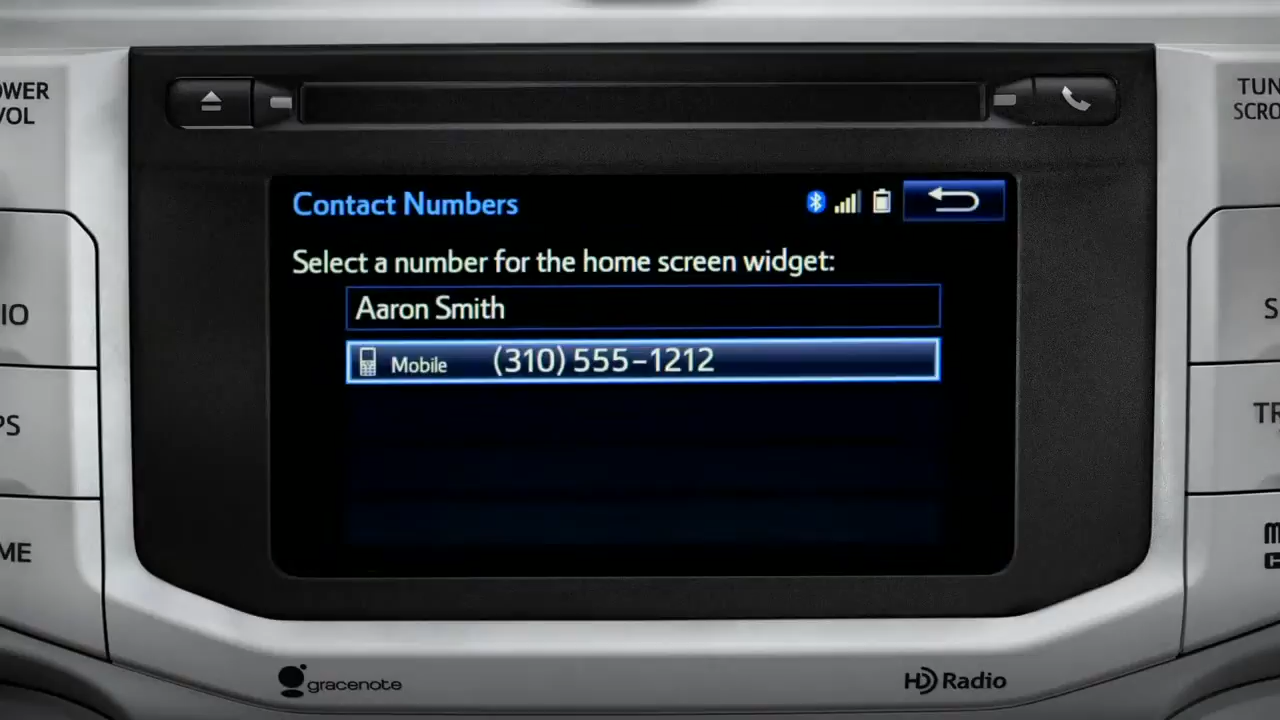 OWER
VOL
TUN
SCRO
Contact Numbers
Select a number for the home screen widget:
Aaron Smith
Mobile (310) 555-1212
IO
PS
ME
S
TR
gracenote
HD Radio